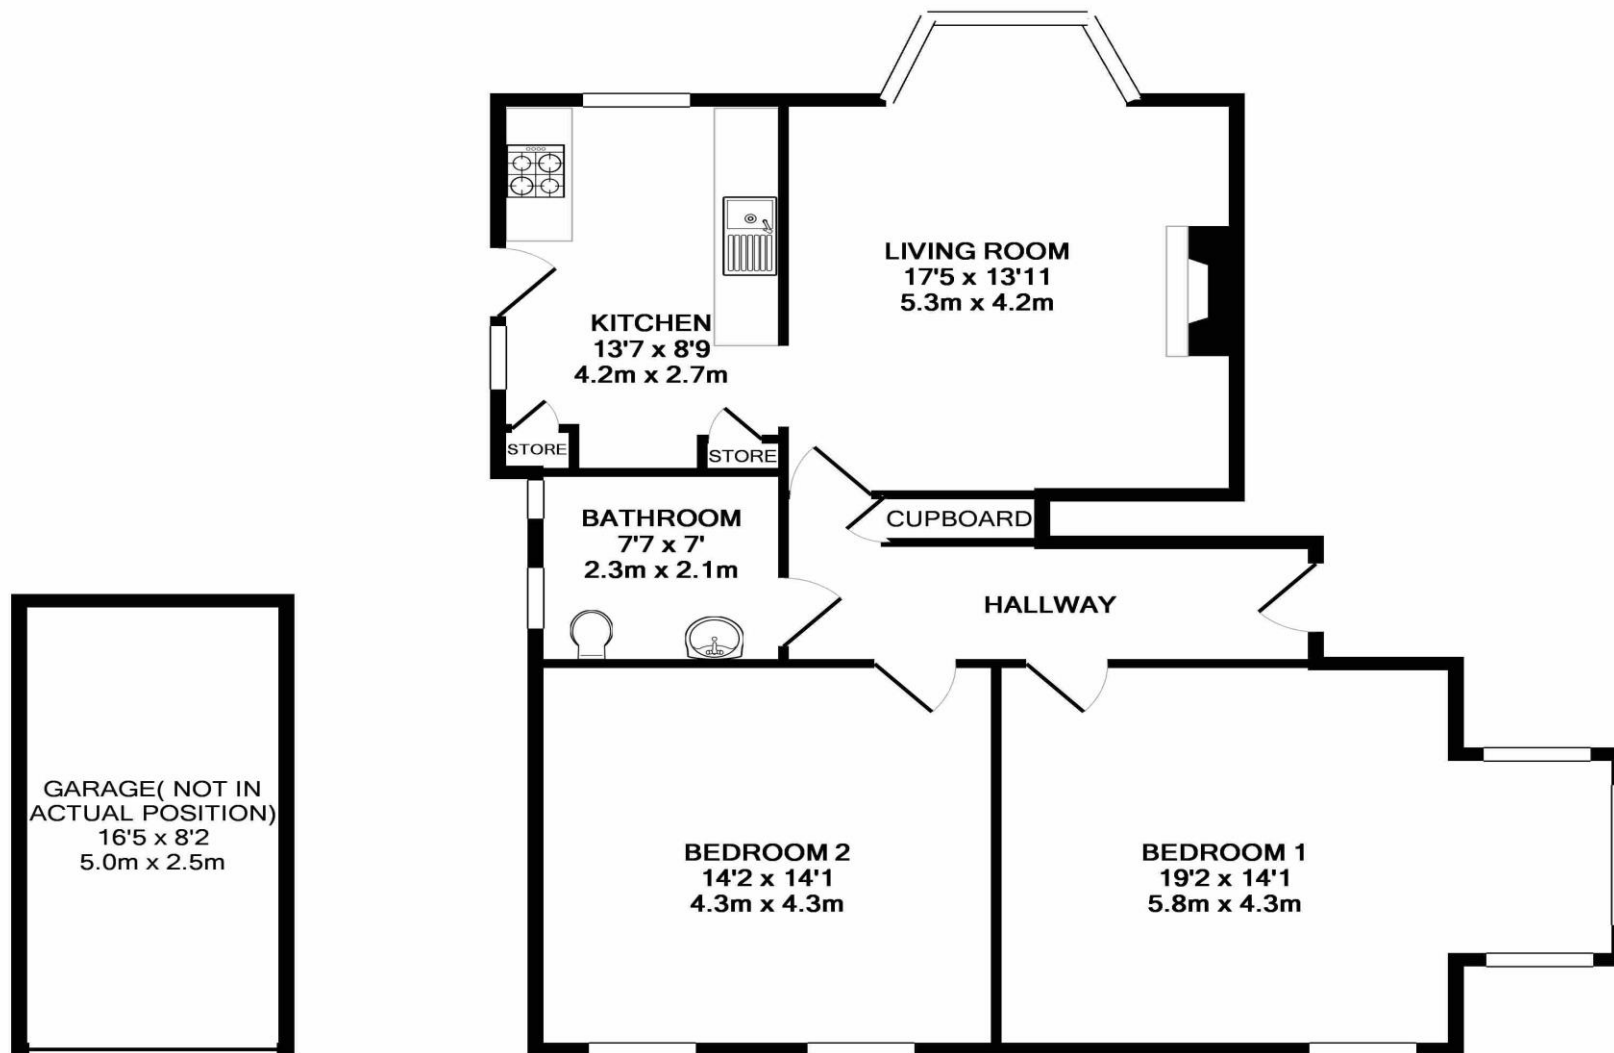 LIVING ROOM
17'5 x 13'11
5.3m x 4.2m
KITCHEN
13'7 x 8'9
4.2m x 2.7m
STORE
STORE
BATHROOM
7'7 x 7'
2.3m x 2.1m
CUPBOARD
HALLWAY
GARAGE( NOT IN
ACTUAL POSITION)
16'5 x 8'2
5.0m x 2.5m
BEDROOM 2
14'2 x 14'1
4.3m x 4.3m
BEDROOM 1
19'2 x 14'1
5.8m x 4.3m